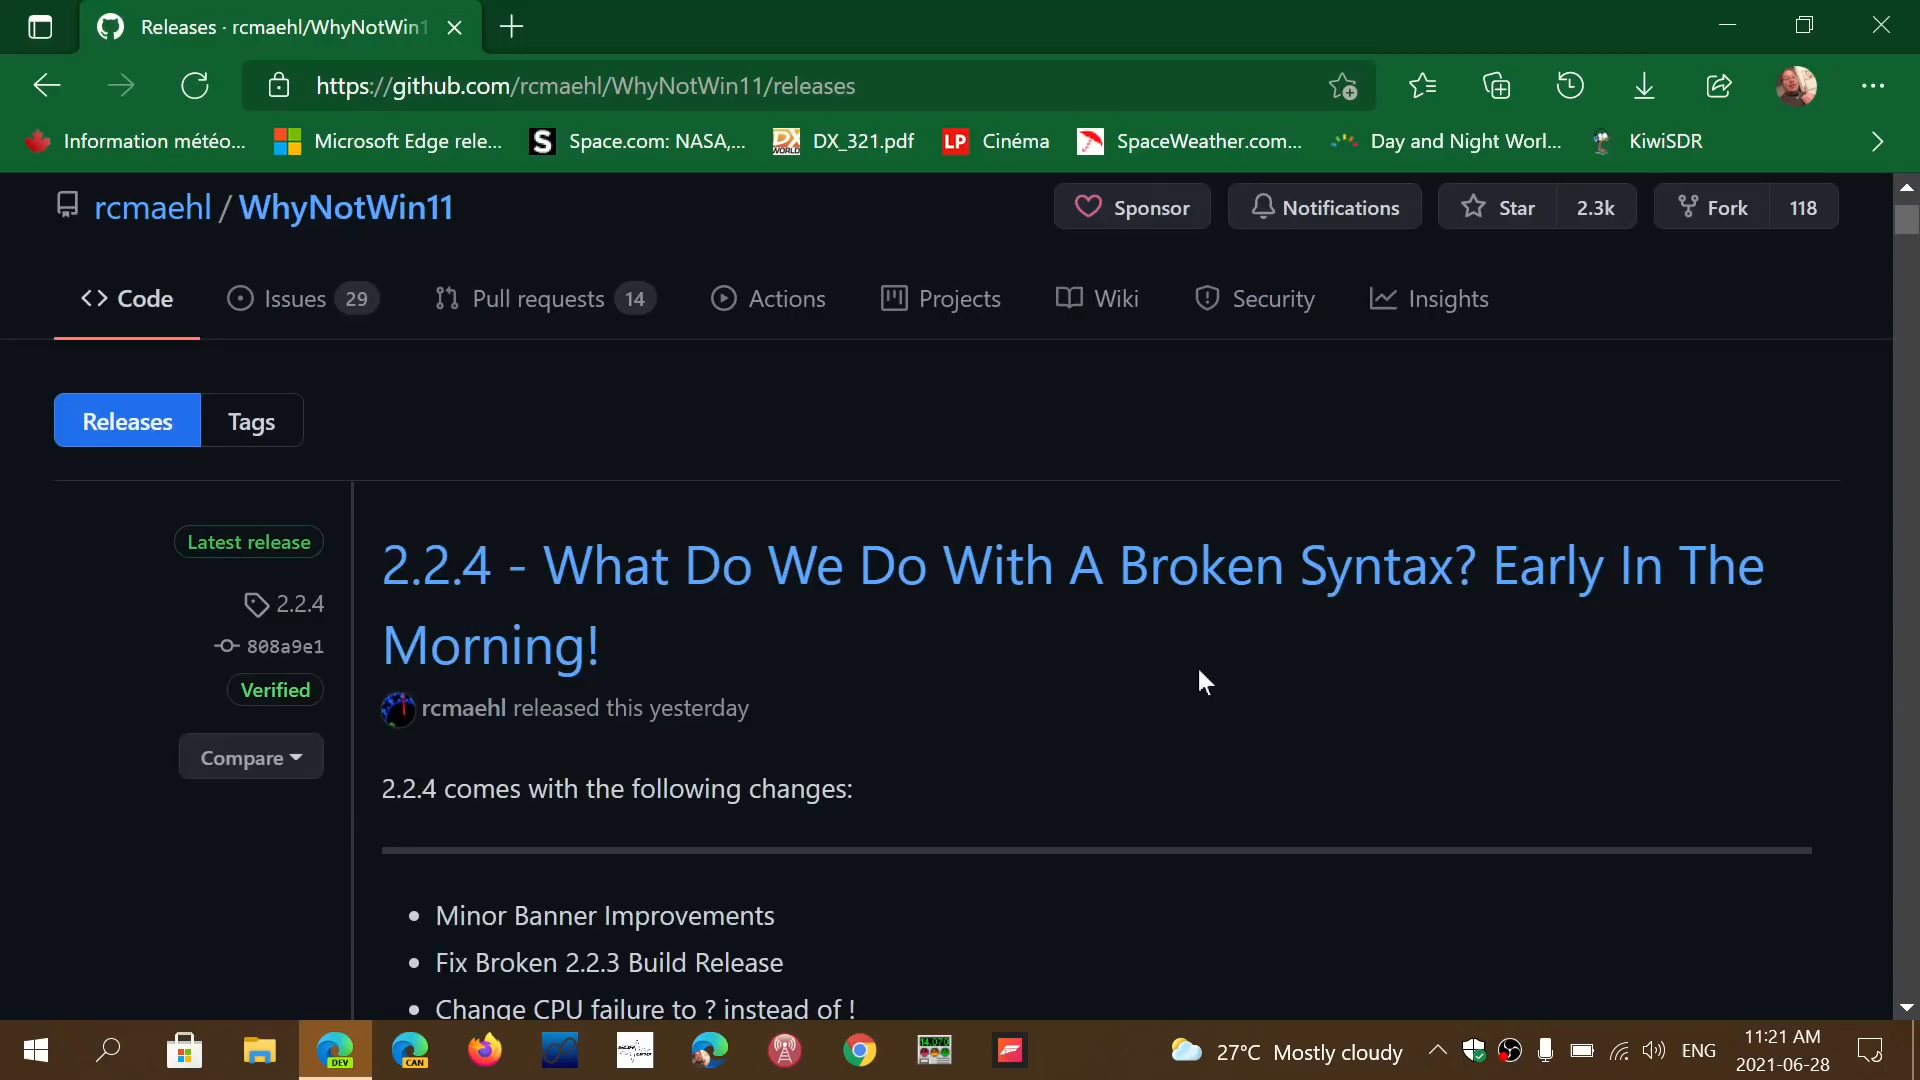 Releases · rcmaehl/WhyNotWin1
https://github.com/rcmaehl/WhyNotWin11/releases
Information météo... Microsoft Edge rele... S Space.com: NASA,... DX WORLD DX_321.pdf LP Cinéma SpaceWeather.com... Day and Night Worl... KiwiSDR
rcmaehl / WhyNotWin11 Sponsor Notifications Star 2.3k Fork 118
Code Issues 29 Pull requests 14 Actions Projects Wiki Security Insights
Releases Tags
Latest release
2.2.4
808a9e1
Verified
Compare
2.2.4 - What Do We Do With A Broken Syntax? Early In The
Morning!
rcmaehl released this yesterday
2.2.4 comes with the following changes:
Minor Banner Improvements
Fix Broken 2.2.3 Build Release
Change CPU failure to ? instead of !
DEV CAN 27°C Mostly cloudy ENG 11:21 AM
2021-06-28